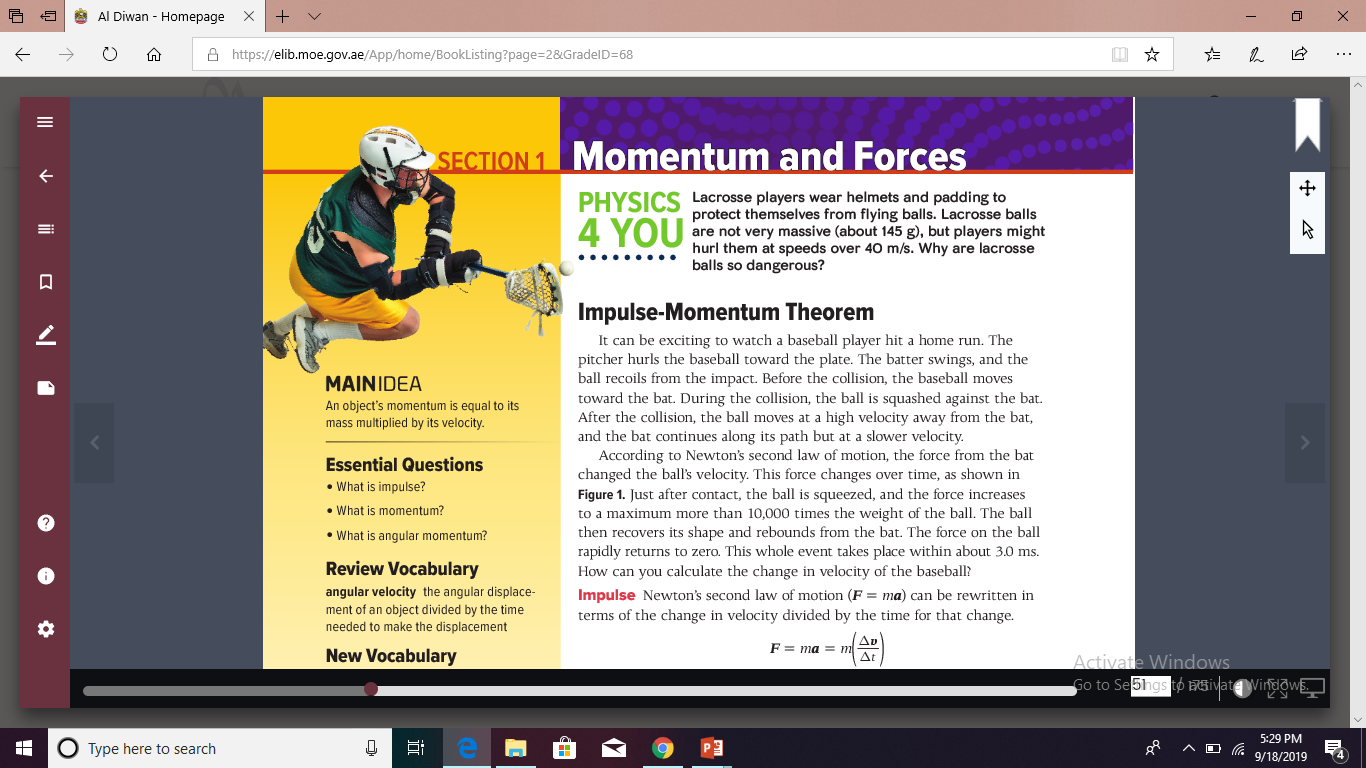 Al Diwan - Homepage
https://elib.moe.gov.ae/App/home/BookListing?page=2&GradeID=68
SECTION 1
Momentum and Forces
PHYSICS
4 YOU
Lacrosse players wear helmets and padding to
protect themselves from flying balls. Lacrosse balls
are not very massive (about 145 g), but players might
hurl them at speeds over 40 m/s. Why are lacrosse
balls so dangerous?
MAINIDEA
An object's momentum is equal to its
mass multiplied by its velocity.
Essential Questions
• What is impulse?
• What is momentum?
• What is angular momentum?
Review Vocabulary
angular velocity the angular displace-
ment of an object divided by the time
needed to make the displacement
New Vocabulary
Impulse-Momentum Theorem
It can be exciting to watch a baseball player hit a home run. The
pitcher hurls the baseball toward the plate. The batter swings, and the
ball recoils from the impact. Before the collision, the baseball moves
toward the bat. During the collision, the ball is squashed against the bat.
After the collision, the ball moves at a high velocity away from the bat,
and the bat continues along its path but at a slower velocity.
According to Newton's second law of motion, the force from the bat
changed the ball's velocity. This force changes over time, as shown in
Figure 1. Just after contact, the ball is squeezed, and the force increases
to a maximum more than 10,000 times the weight of the ball. The ball
then recovers its shape and rebounds from the bat. The force on the ball
rapidly returns to zero. This whole event takes place within about 3.0 ms.
How can you calculate the change in velocity of the baseball?
Impulse Newton's second law of motion (F = ma) can be rewritten in
terms of the change in velocity divided by the time for that change.
F = ma = m(Δv/Δt)
Activate Windows
Go to Settings to activate Windows.
51 / 175
Type here to search
5:29 PM
9/18/2019
4